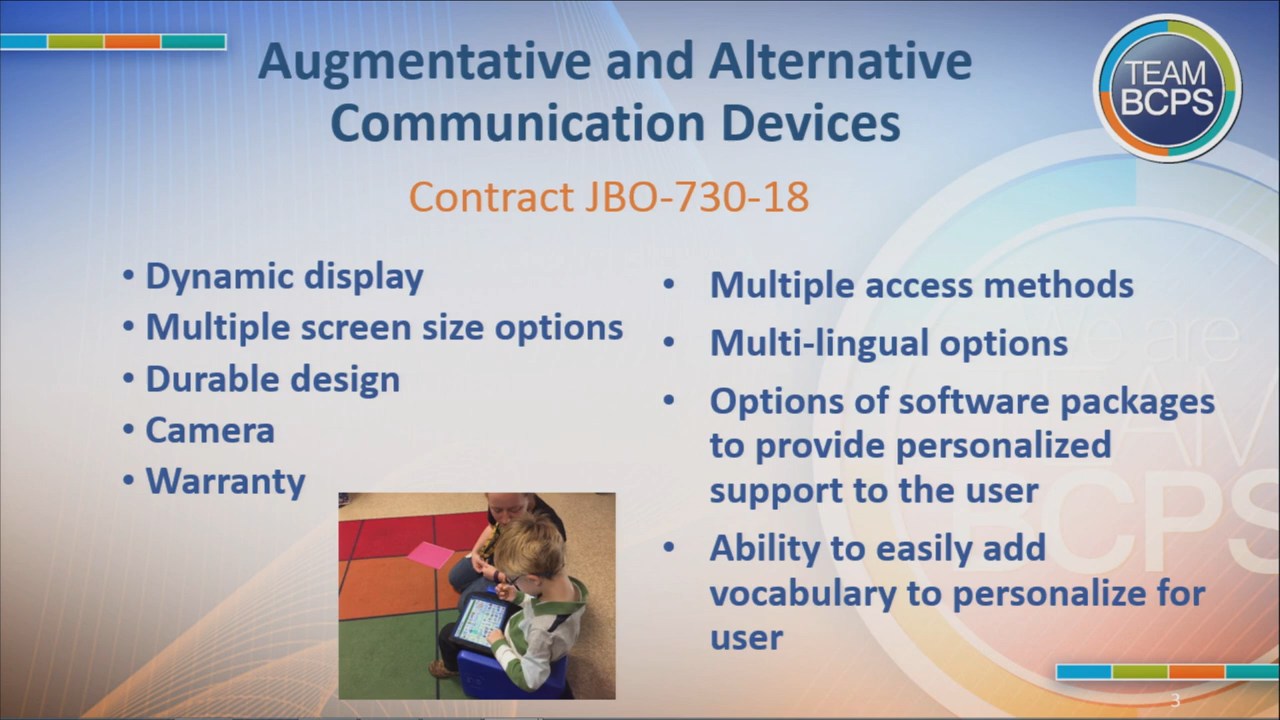 Augmentative and Alternative
Communication Devices
TEAM
BCPS
Contract JBO-730-18
• Dynamic display
• Multiple screen size options
• Durable design
• Camera
• Warranty
• Multiple access methods
• Multi-lingual options
• Options of software packages
to provide personalized
support to the user
• Ability to easily add
vocabulary to personalize for
user
We are
TEAM
BCPS
3